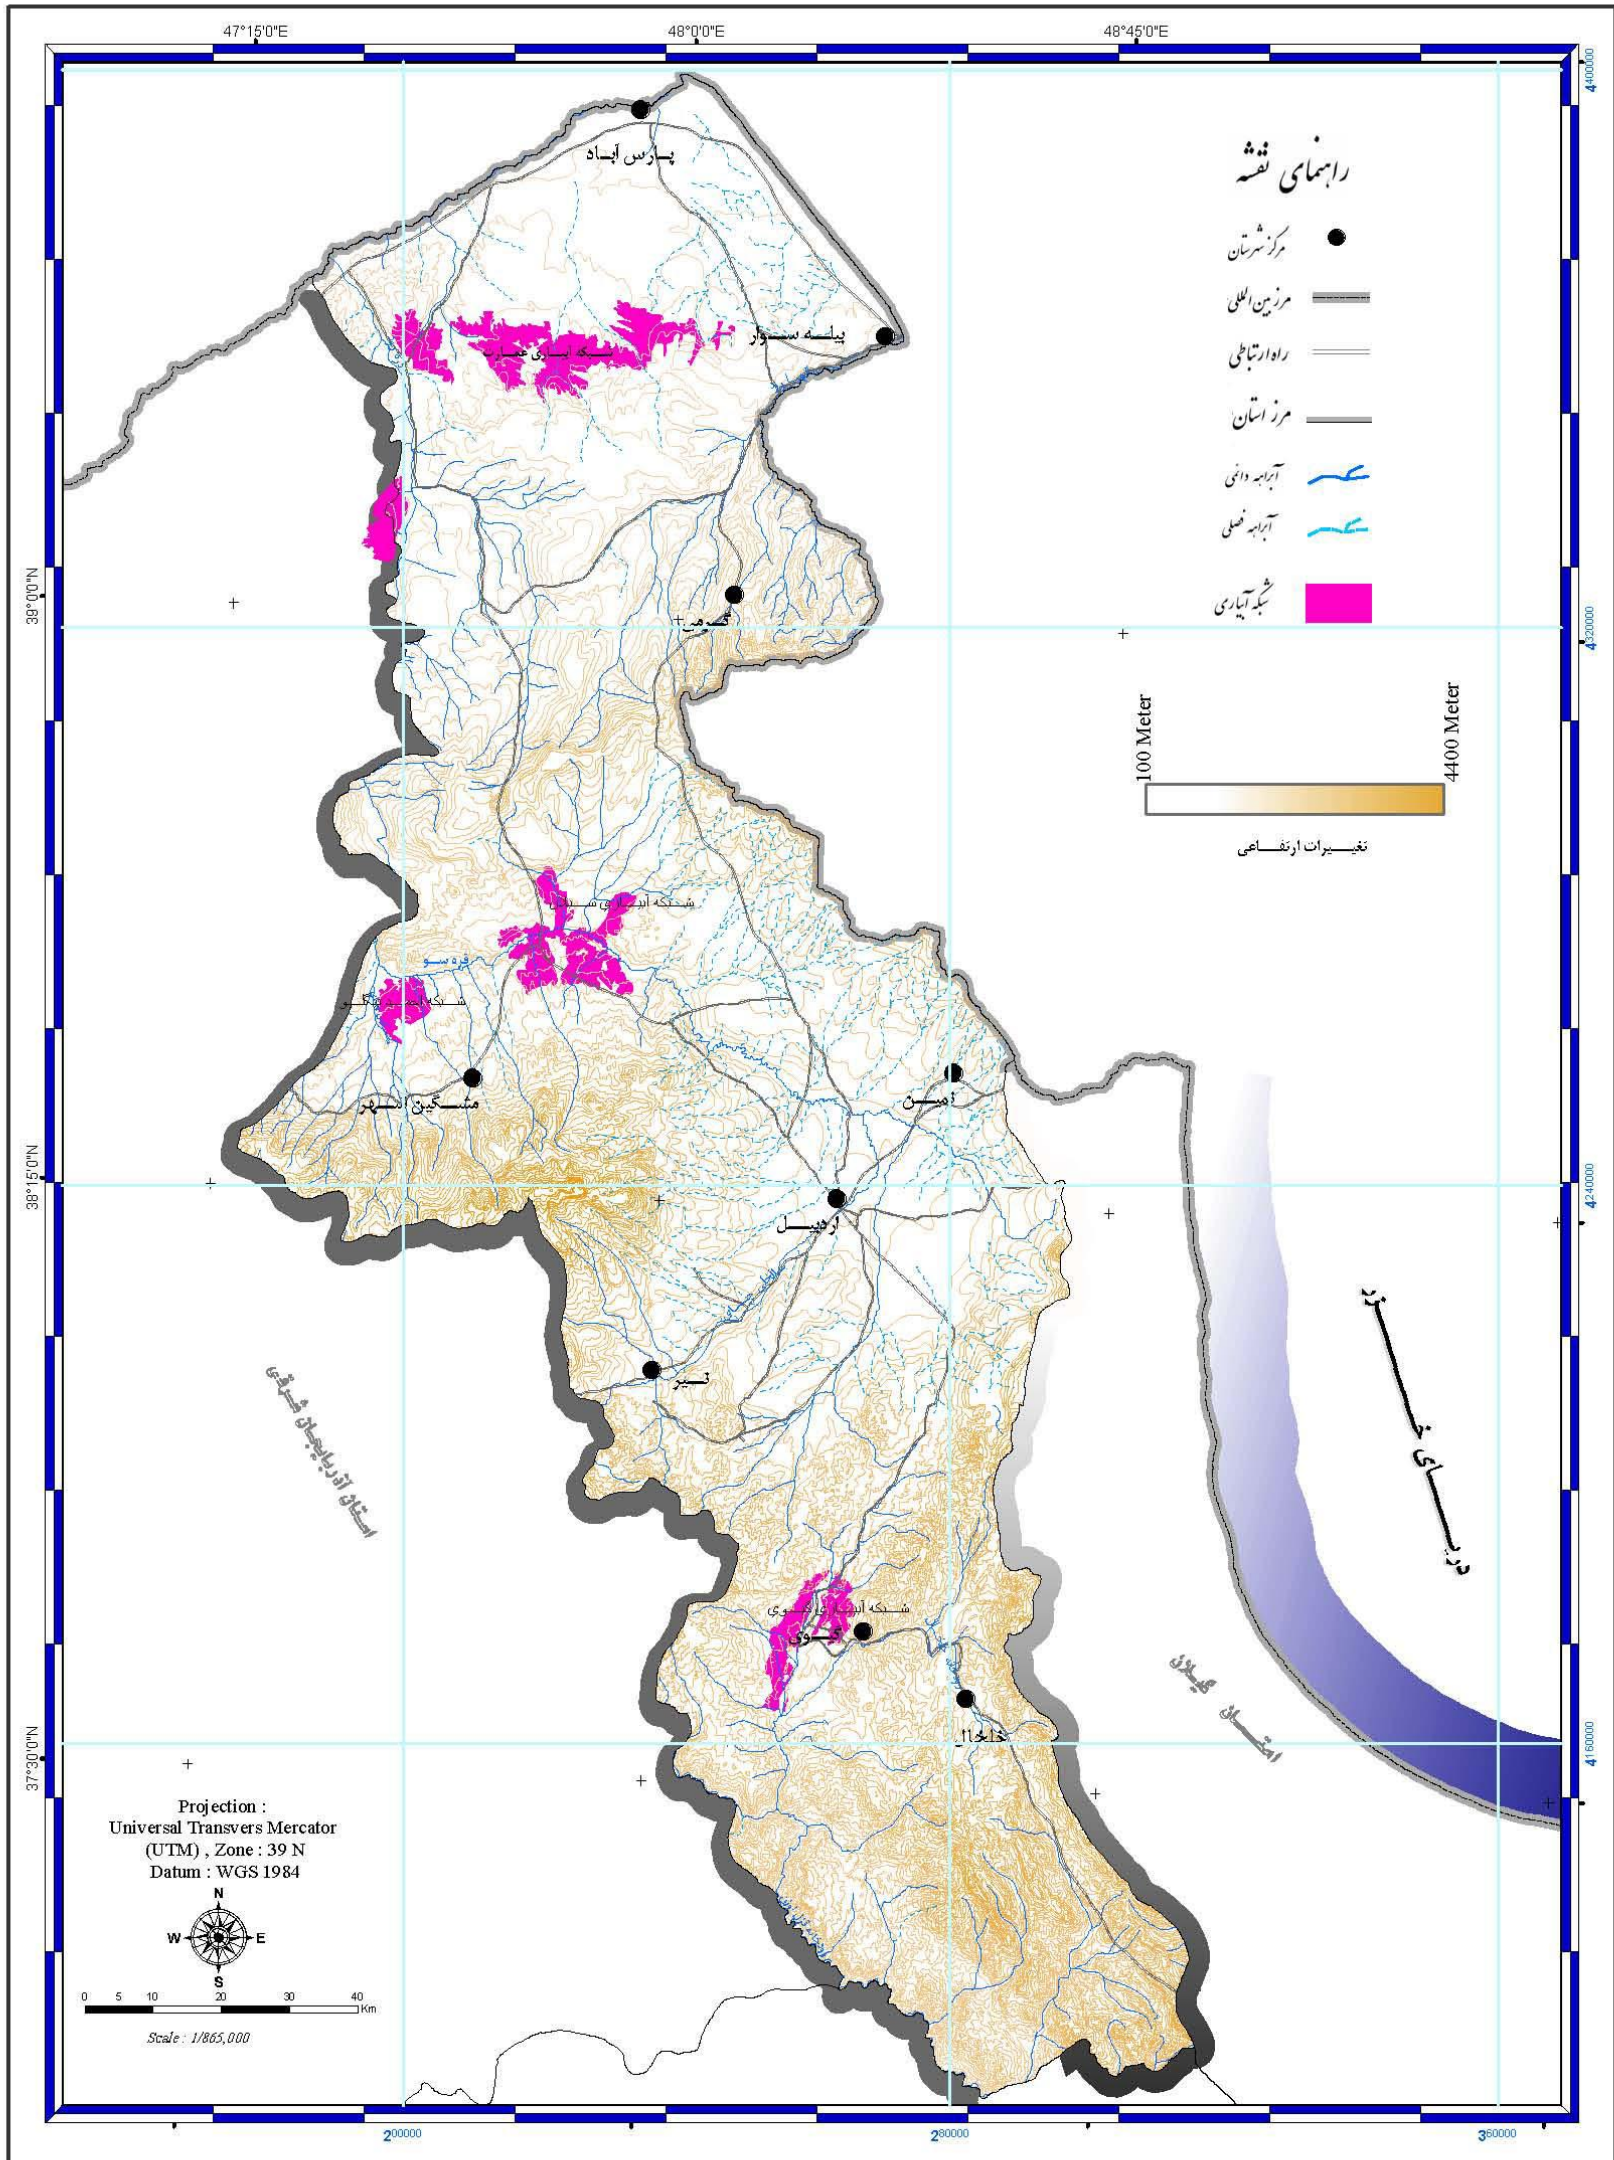 47°15'0"E
48°0'0"E
48°45'0"E
4400000
پارس آباد
راهنمای نقشه
مرکز شهرستان
مرز بین المللی
بیله سوار
راه ارتباطی
شبکه آبیاری عمارت
مرز استان
آبراهه دائمی
آبراهه فصلی
39°0'0"N
شبکه آبیاری
گرمی
4320000
100 Meter
4400 Meter
تغییرات ارتفاعی
شبکه آبیاری سبلان
قره سو
مشگین شهر
نمین
38°15'0"N
4240000
اردبیل
دریای خزر
نیر
استان آذربایجان شرقی
شبکه آبیاری گیوی
گیوی
استان گیلان
خلخال
37°30'0"N
4160000
Projection :
Universal Transvers Mercator
(UTM) , Zone : 39 N
Datum : WGS 1984
N
W E
S
0 5 10 20 30 40
Km
Scale : 1/865,000
200000
280000
360000